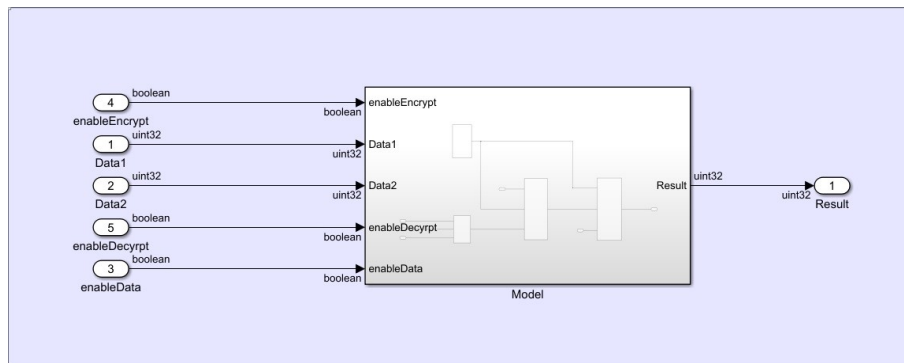 4
boolean
enableEncrypt
boolean
enableEncrypt
1
uint32
Data1
uint32
Data1
2
uint32
Data2
uint32
Data2
5
boolean
enableDecyrpt
boolean
enableDecyrpt
3
boolean
enableData
boolean
enableData
Result
uint32
uint32
1
Result
Model